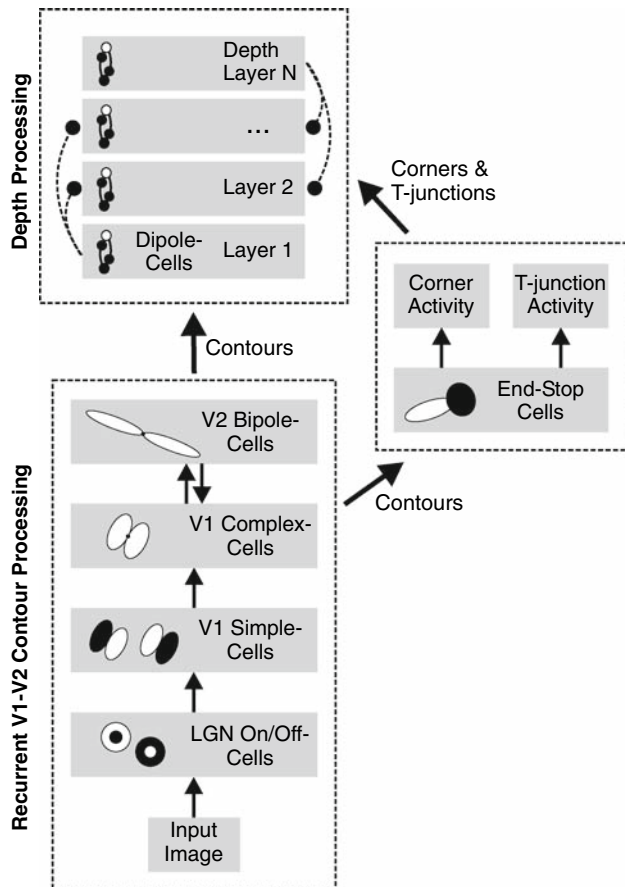 Depth Processing
Depth
Layer N
...
Layer 2
Dipole-
Cells
Layer 1
Corners &
T-junctions
Corner
Activity
T-junction
Activity
End-Stop
Cells
Contours
Contours
Recurrent V1-V2 Contour Processing
V2 Bipole-
Cells
V1 Complex-
Cells
V1 Simple-
Cells
LGN On/Off-
Cells
Input
Image